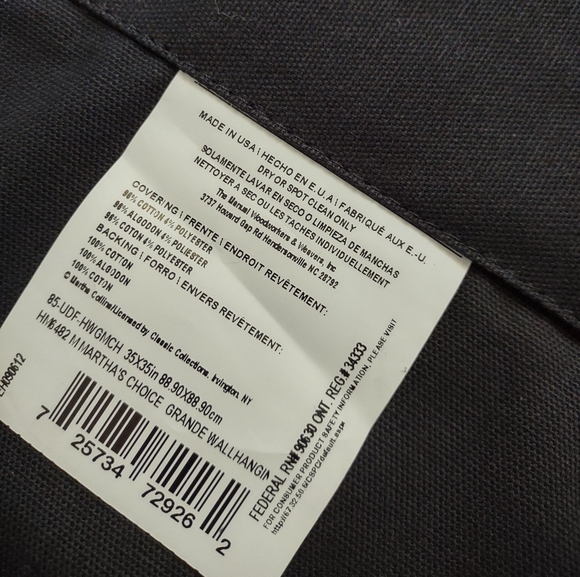 MADE IN USA \ HECHO EN E. U. A \ FABRIQUÉ AUX E. -U.
DRY OR SPOT CLEAN ONLY
SOLAMENTE LAVAR EN SECO O LIMPIEZA DE MANCHAS
NETTOYER A SEC OU LES TACHES INDIVIDUELLEMENT
The Manual Woodworkers & Weavers, Inc
3737 Howard Gap Rd Hendersonville NC 28792
COVERING \ FRENTE \ ENDROIT REVÊTEMENT:
96% COTTON 4% POLYESTER
96% ALGODON 4% POLIESTER
96% COTON 4% POLYESTER
BACKING \ FORRO \ ENVERS REVÊTEMENT:
100% COTTON
100% ALGODON
100% COTON
© Martha Collins/Licensed by Classic Collections, Irvington, NY
85-UDF-HWGMCH 35X35in 88.90X88.90cm
HM6482 M MARTHA'S CHOICE GRANDE WALLHANGIN
7 25734 72926 2
FEDERAL RN# 90630 ONT. REG.# 34333
FOR CONSUMER PRODUCT SAFETY INFORMATION, PLEASE VISIT